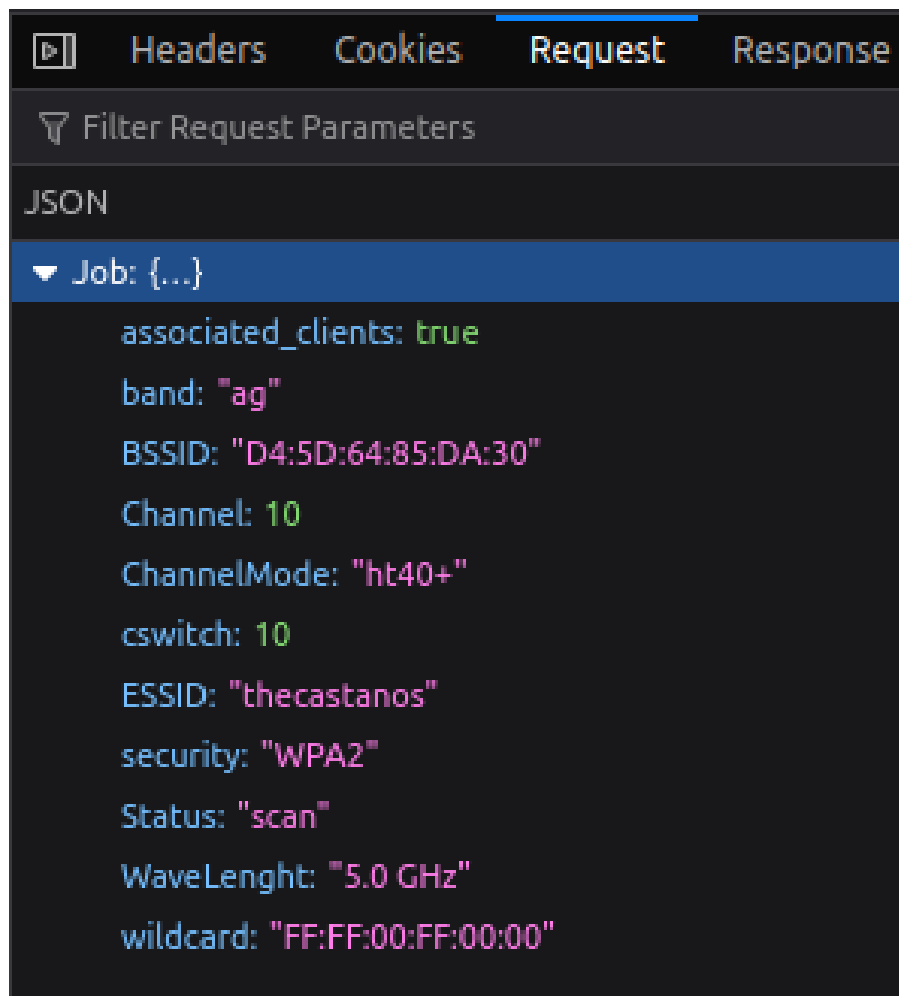 Headers Cookies Request Response
Filter Request Parameters
JSON
Job: {…}
associated_clients: true
band: "ag"
BSSID: "D4:5D:64:85:DA:30"
Channel: 10
ChannelMode: "ht40+"
cswitch: 10
ESSID: "thecastanos"
security: "WPA2"
Status: "scan"
WaveLenght: "5.0 GHz"
wildcard: "FF:FF:00:FF:00:00"